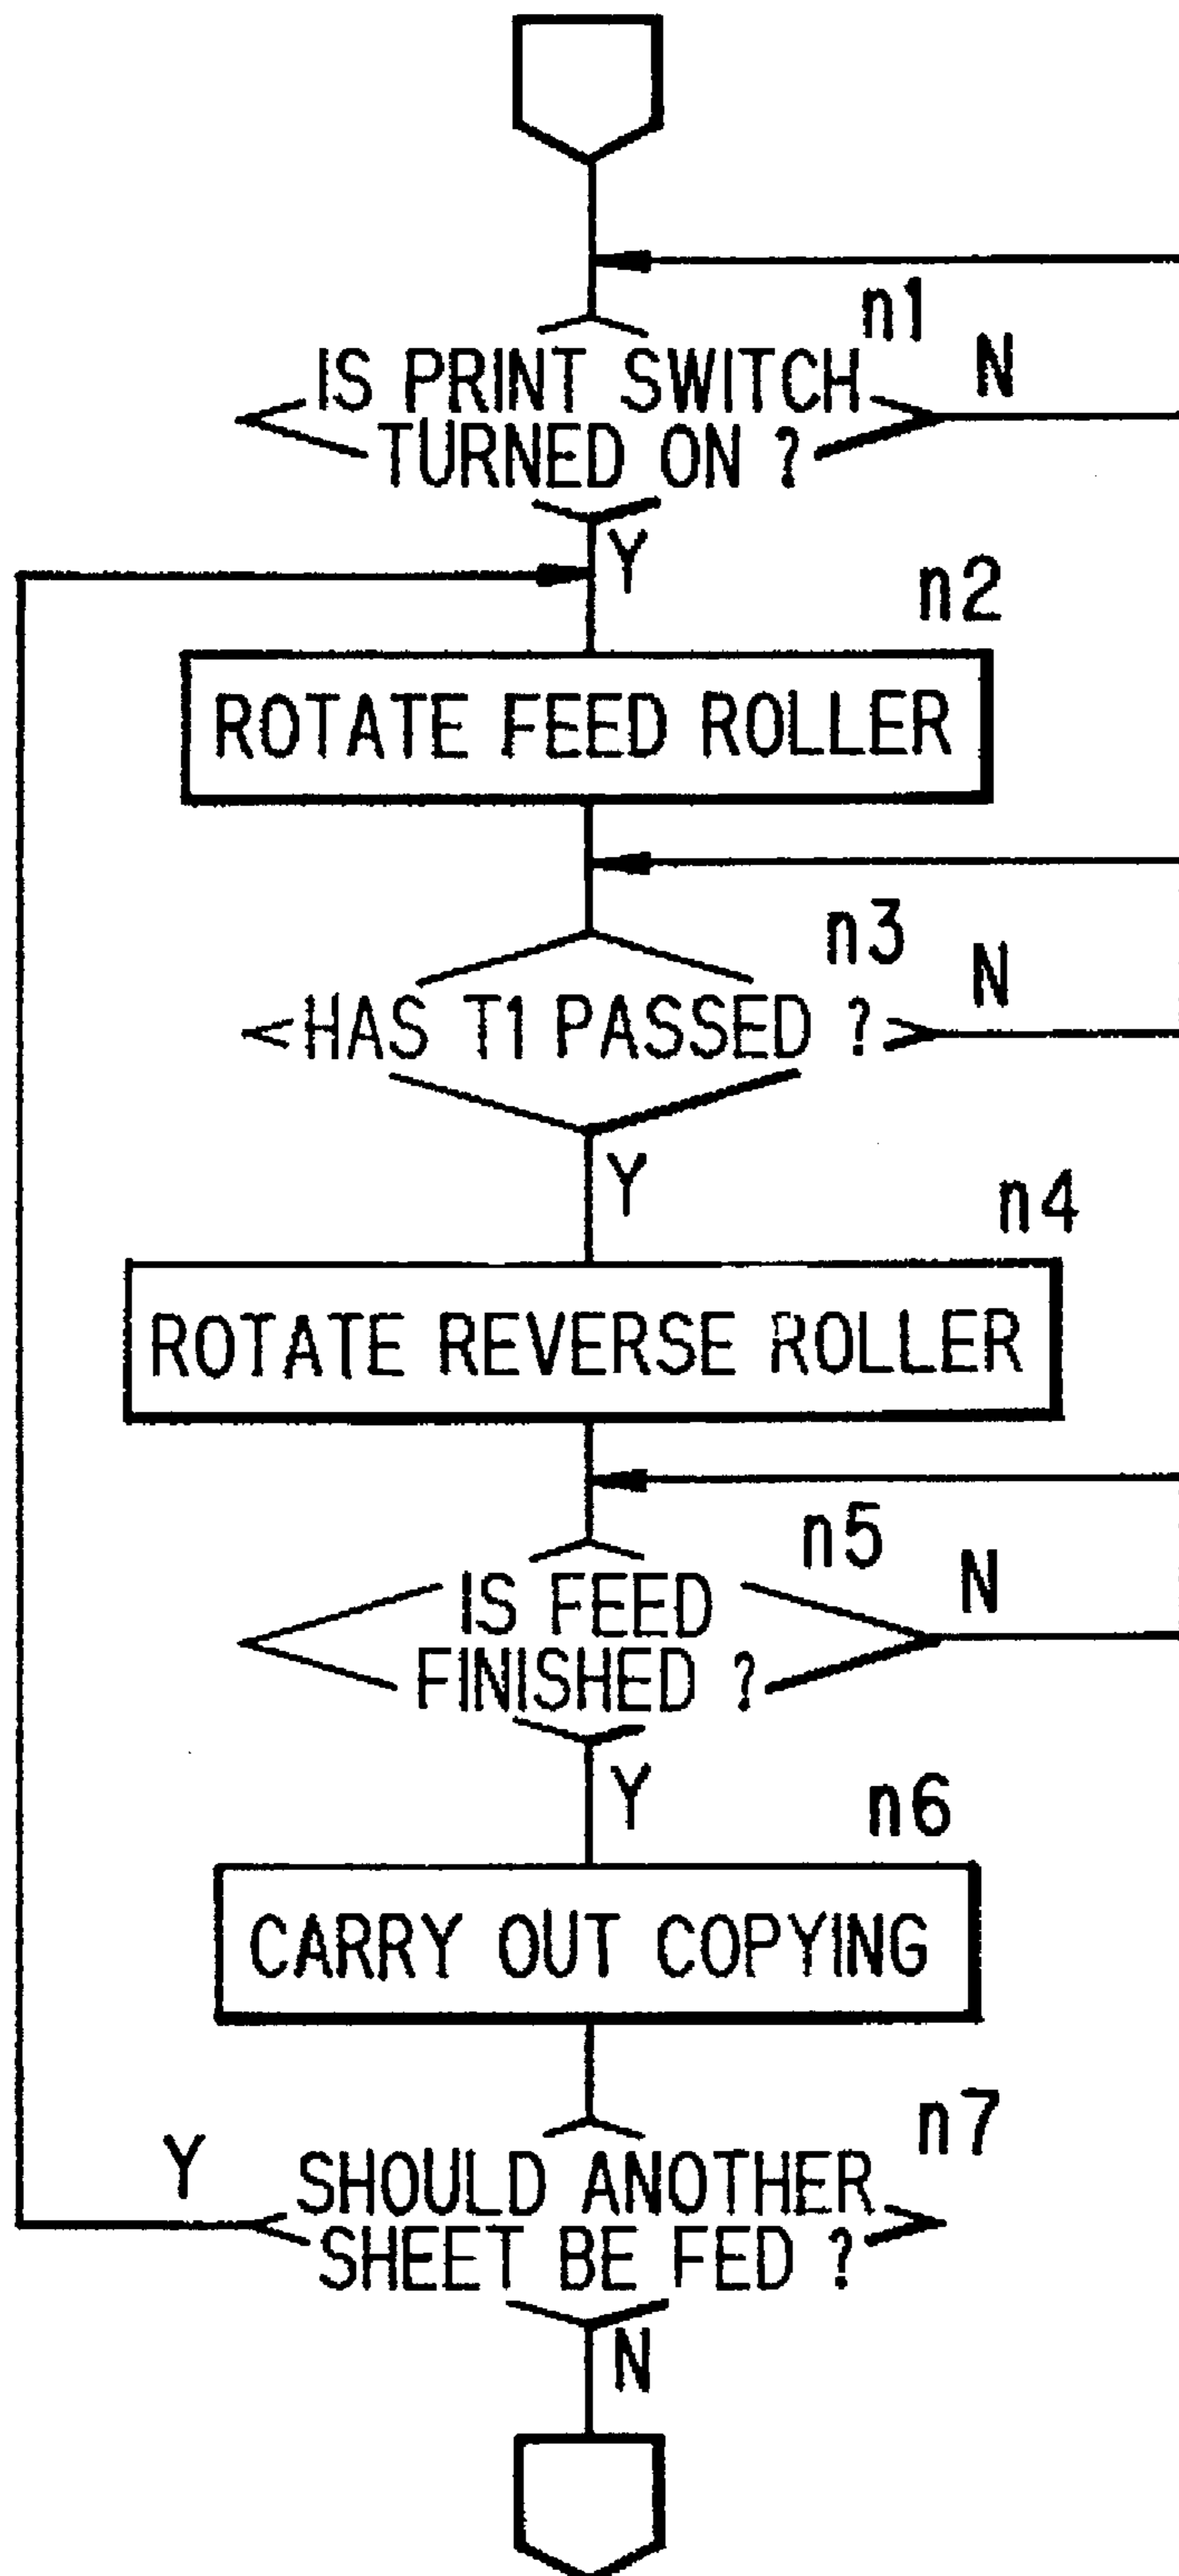 n1
IS PRINT SWITCH
TURNED ON ?
N
Y
n2
ROTATE FEED ROLLER
n3
HAS T1 PASSED ?
N
Y
n4
ROTATE REVERSE ROLLER
n5
IS FEED
FINISHED ?
N
Y
n6
CARRY OUT COPYING
n7
Y
SHOULD ANOTHER
SHEET BE FED ?
N